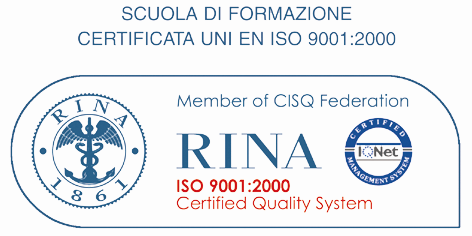 SCUOLA DI FORMAZIONE
CERTIFICATA UNI EN ISO 9001:2000
RINA
1861
Member of CISQ Federation
RINA
ISO 9001:2000
Certified Quality System
CERTIFIED
IQNet
MANAGEMENT SYSTEM